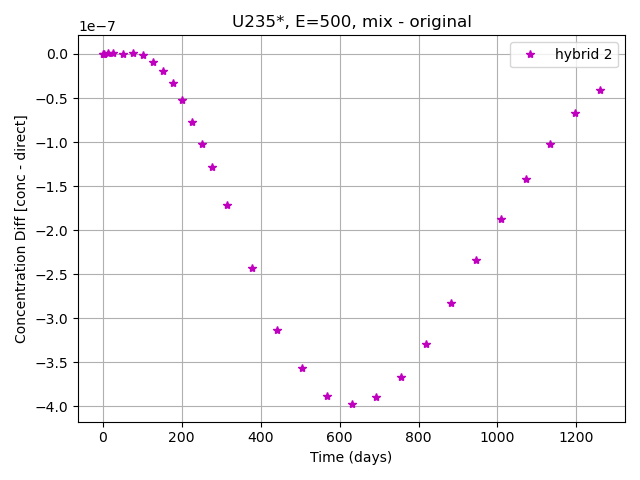 U235*, E=500, mix - original
1e−7
hybrid 2
0.0
−0.5
−1.0
−1.5
−2.0
−2.5
−3.0
−3.5
−4.0
Concentration Diff [conc - direct]
0 200 400 600 800 1000 1200
Time (days)